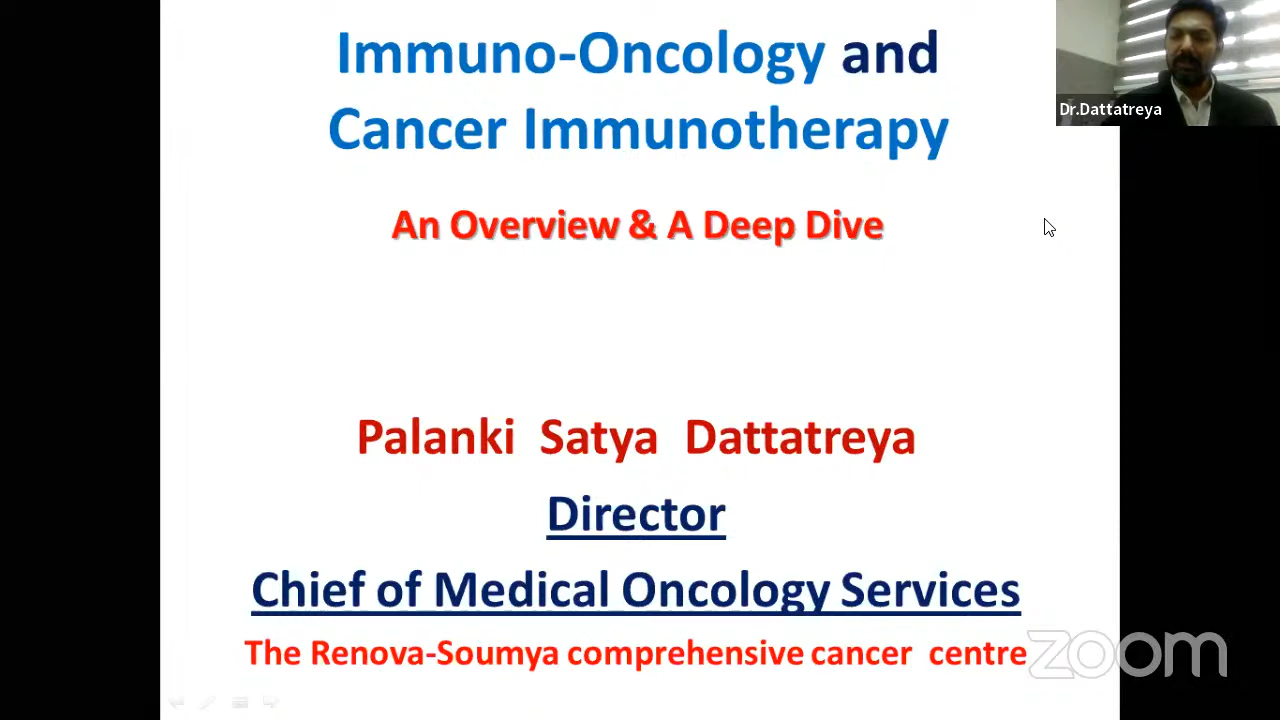 Immuno-Oncology and
Cancer Immunotherapy
Dr.Dattatreya
An Overview & A Deep Dive
Palanki Satya Dattatreya
Director
Chief of Medical Oncology Services
The Renova-Soumya comprehensive cancer centre
zoom